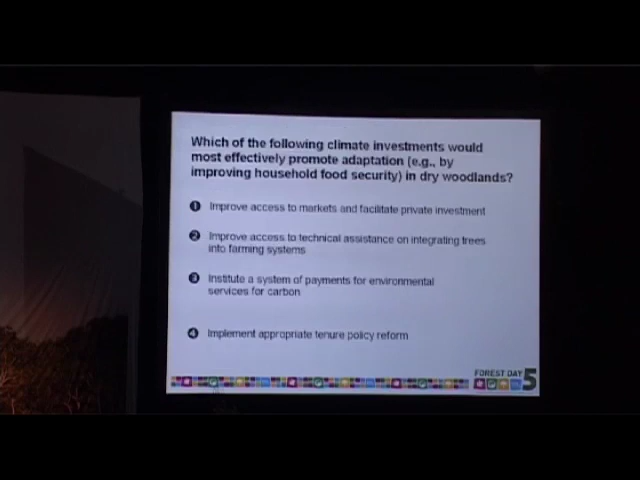 Which of the following climate investments would
most effectively promote adaptation (e.g., by
improving household food security) in dry woodlands?
1 Improve access to markets and facilitate private investment
2 Improve access to technical assistance on integrating trees
into farming systems
3 Institute a system of payments for environmental
services for carbon
4 Implement appropriate tenure policy reform
FOREST DAY 5